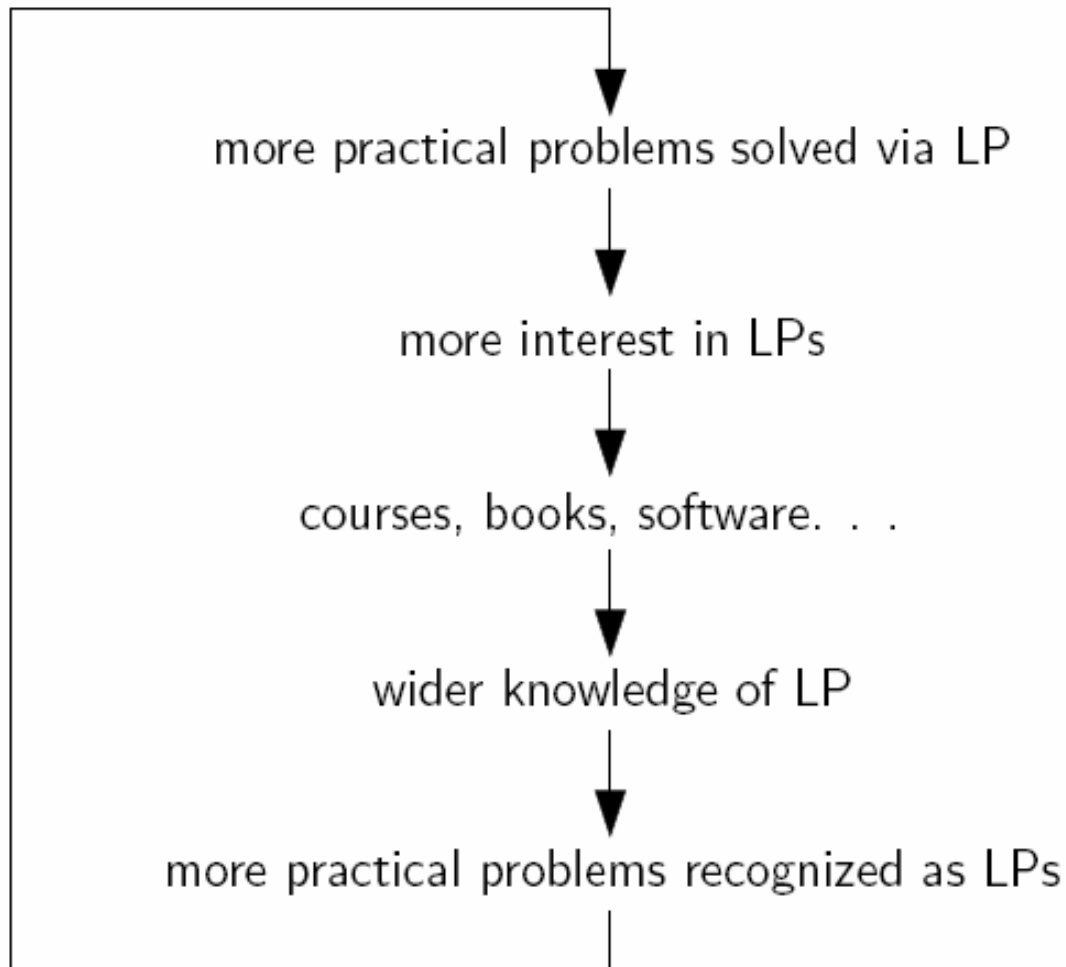 more practical problems solved via LP
more interest in LPs
courses, books, software. . .
wider knowledge of LP
more practical problems recognized as LPs